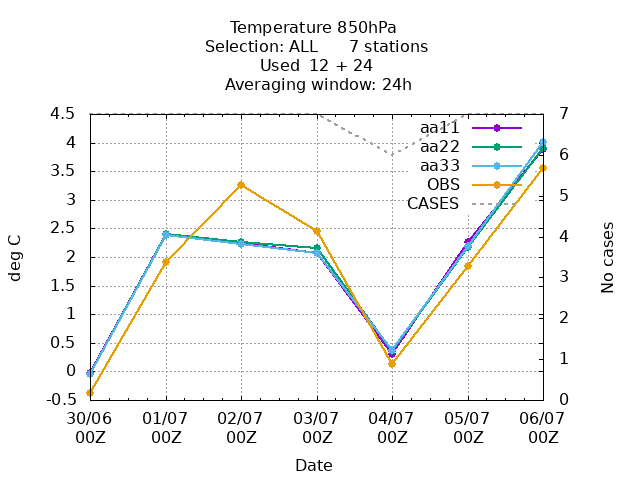 Temperature 850hPa
Selection: ALL      7 stations
Used  12 + 24
Averaging window: 24h
4.5
4
3.5
3
2.5
2
1.5
1
0.5
0
-0.5
deg C
7
6
5
4
3
2
1
0
No cases
aa11
aa22
aa33
OBS
CASES
30/06 01/07 02/07 03/07 04/07 05/07 06/07
00Z 00Z 00Z 00Z 00Z 00Z 00Z
Date